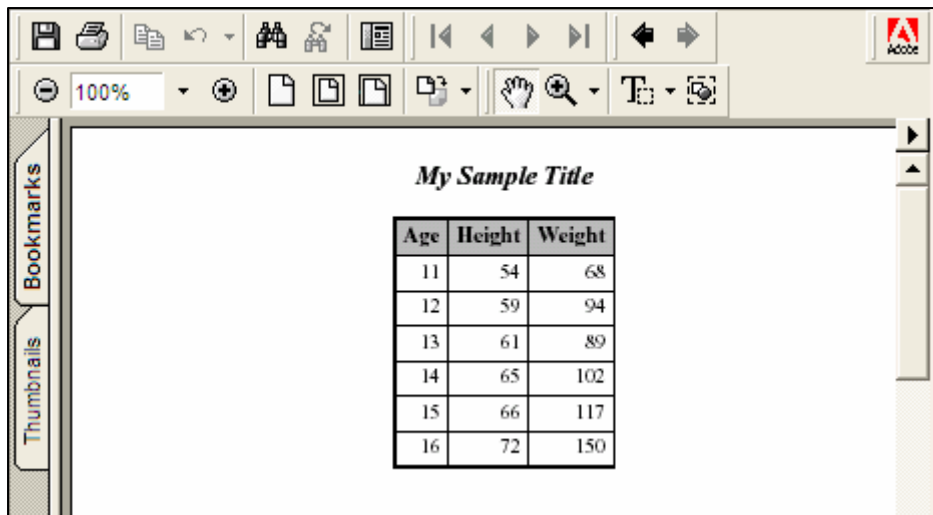 Adobe
100%
Bookmarks
Thumbnails
My Sample Title
Age Height Weight
11 54 68
12 59 94
13 61 89
14 65 102
15 66 117
16 72 150